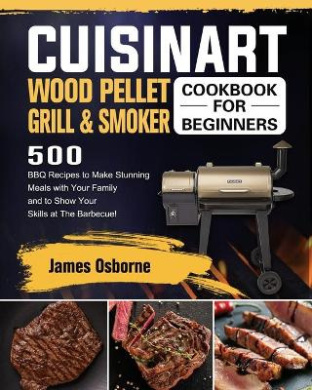 CUISINART
WOOD PELLET
GRILL & SMOKER
COOKBOOK
FOR
BEGINNERS
500
BBQ Recipes to Make Stunning
Meals with Your Family
and to Show Your
Skills at The Barbecue!
James Osborne